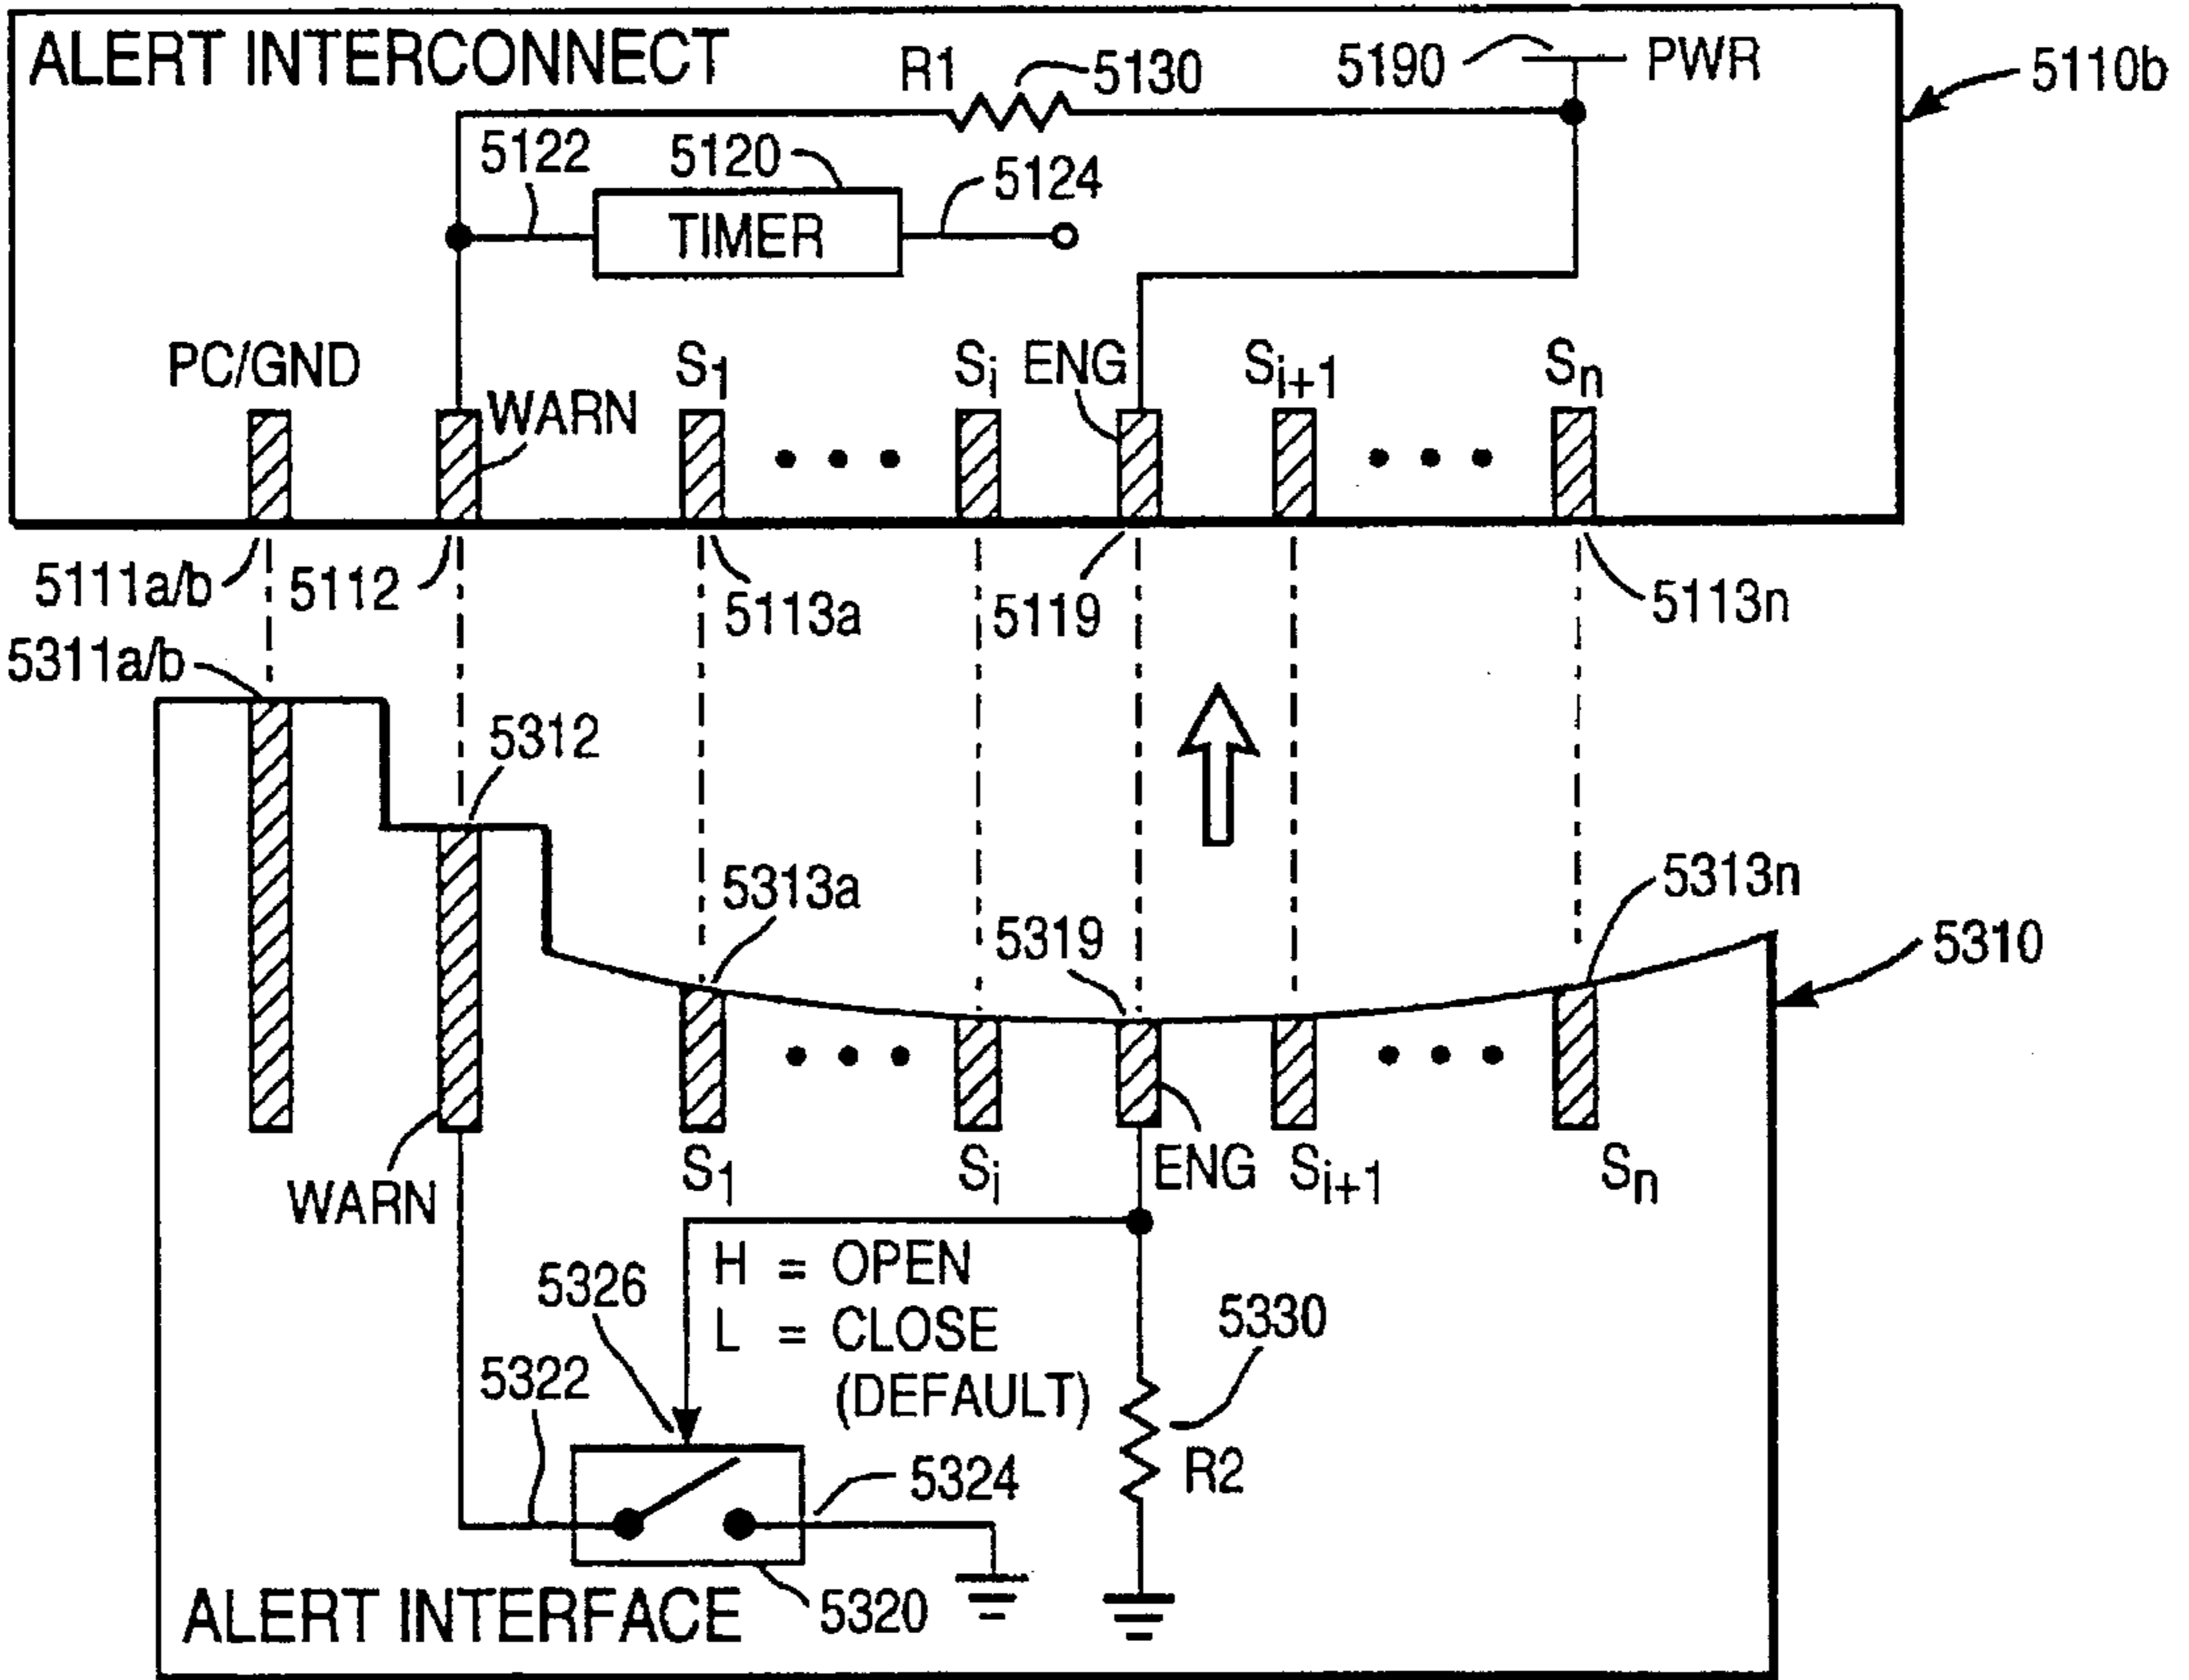 ALERT INTERCONNECT
R1
5130
5190
PWR
5110b
5122
5120
5124
TIMER
PC/GND
WARN
S1
Si
ENG
Si+1
Sn
5111a/b
5112
5113a
5119
5113n
5311a/b
5312
5313a
5319
5313n
5310
WARN
S1
Si
ENG
Si+1
Sn
H = OPEN
L = CLOSE
(DEFAULT)
5326
5330
5322
5324
R2
5320
ALERT INTERFACE